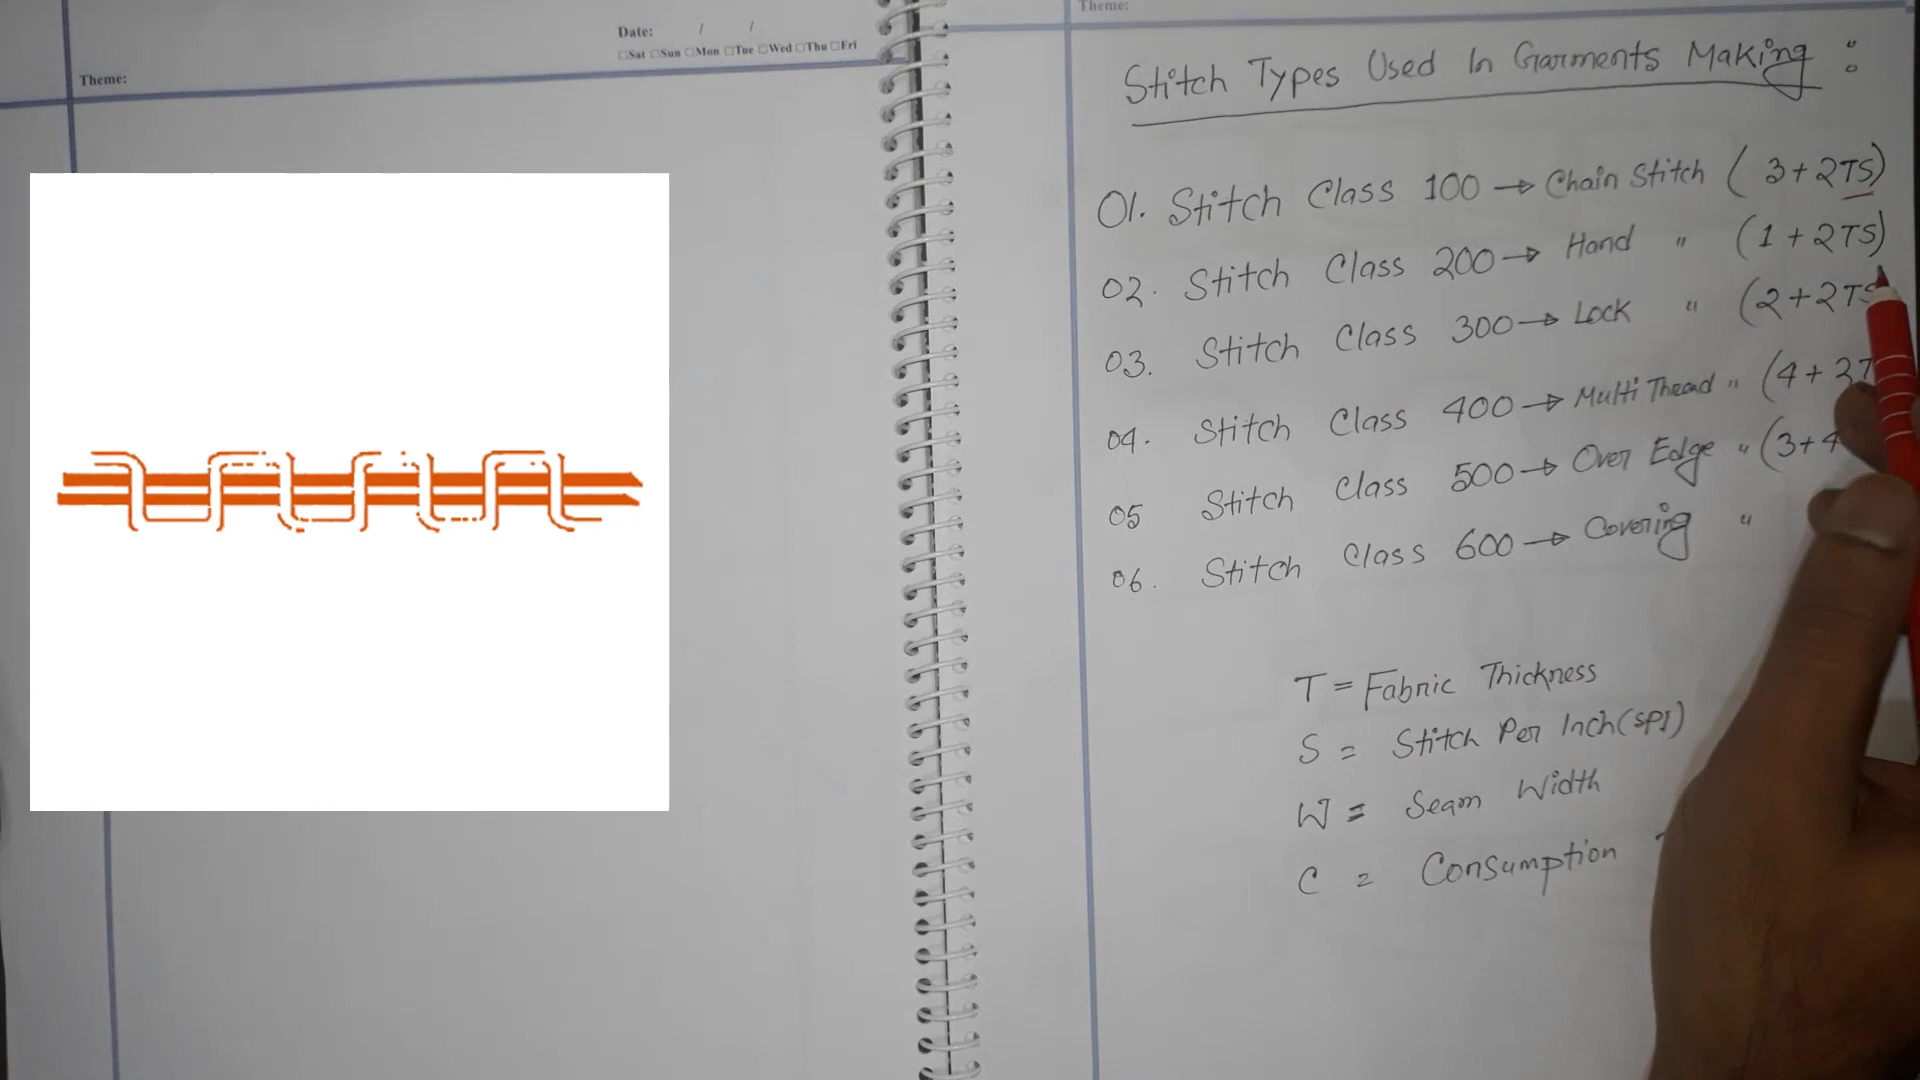 Date: / /
□Sat □Sun □Mon □Tue □Wed □Thu □Fri
Theme:
Theme:
Stitch Types Used In Garments Making :
01. Stitch Class 100 → Chain Stitch (3+2TS)
02. Stitch Class 200 → Hand " (1+2TS)
03. Stitch Class 300 → Lock " (2+2TS
04. Stitch Class 400 → Multi Thread " (4+2T
05 Stitch Class 500 → Over Edge " (3+4
06. Stitch Class 600 → Covering "
T = Fabric Thickness
S = Stitch Per Inch (SPI)
W = Seam Width
C = Consumption